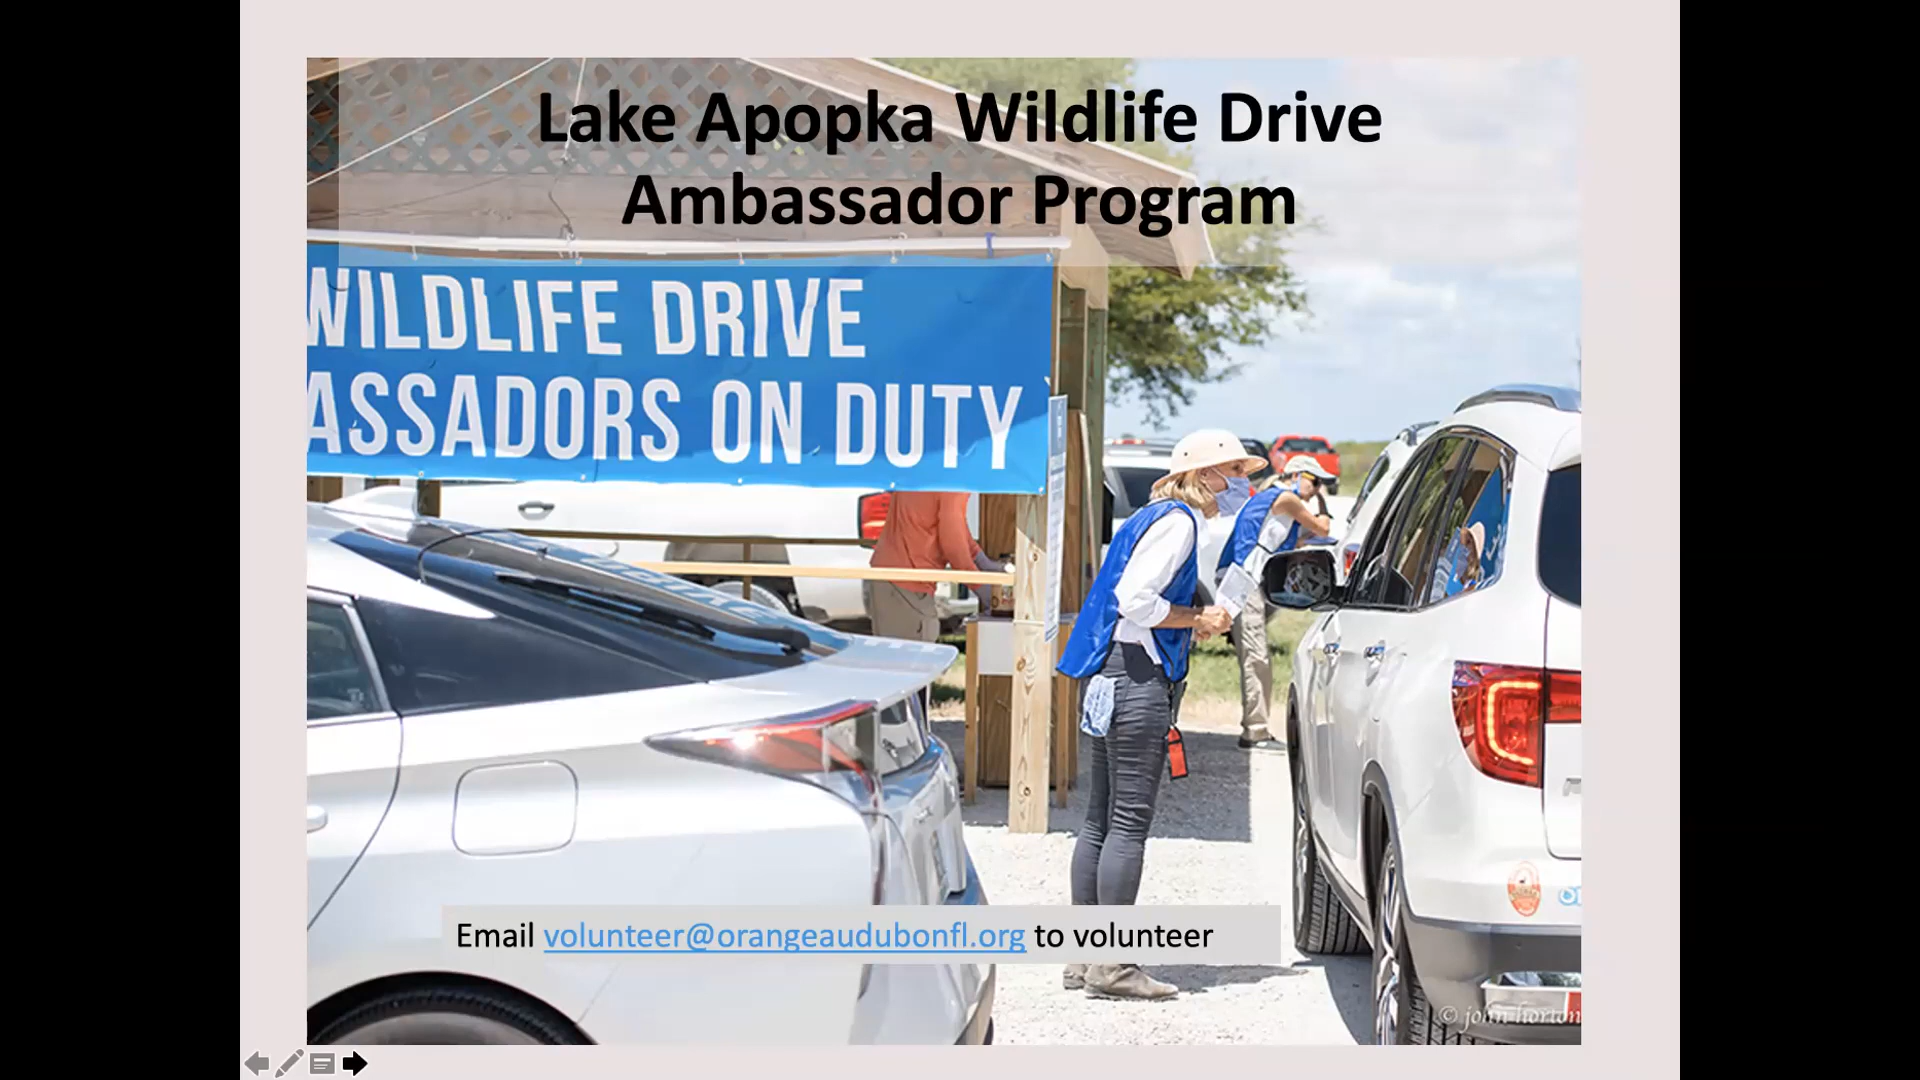 Lake Apopka Wildlife Drive
Ambassador Program
WILDLIFE DRIVE
ASSADORS ON DUTY
Email volunteer@orangeaudubonfl.org to volunteer
© john horton